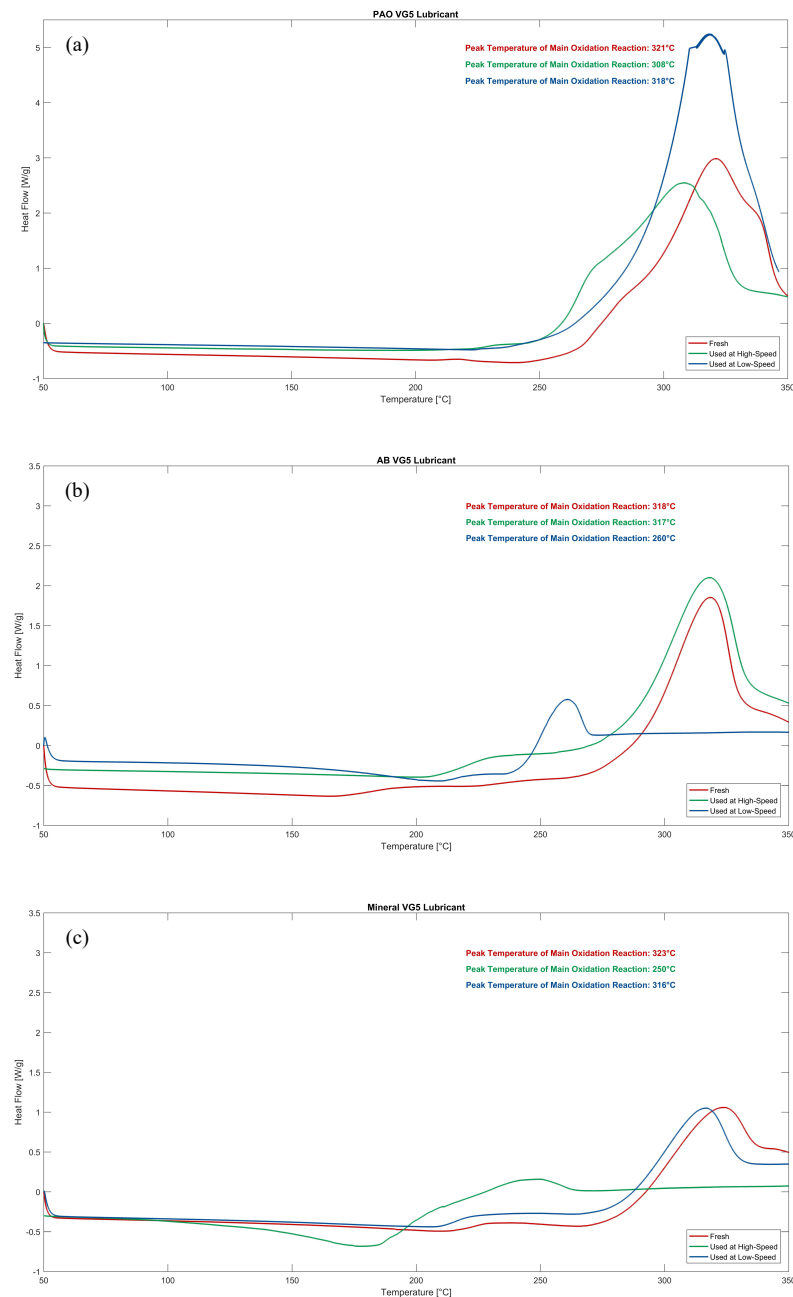 PAO VG5 Lubricant
(a)
Peak Temperature of Main Oxidation Reaction: 321°C
Peak Temperature of Main Oxidation Reaction: 308°C
Peak Temperature of Main Oxidation Reaction: 318°C
5
4
3
2
1
0
-1
Heat Flow [W/g]
50
100
150
200
250
300
350
Temperature [°C]
Fresh
Used at High-Speed
Used at Low-Speed
AB VG5 Lubricant
(b)
Peak Temperature of Main Oxidation Reaction: 318°C
Peak Temperature of Main Oxidation Reaction: 317°C
Peak Temperature of Main Oxidation Reaction: 260°C
3.5
3
2.5
2
1.5
1
0.5
0
-0.5
-1
Heat Flow [W/g]
50
100
150
200
250
300
350
Temperature [°C]
Fresh
Used at High-Speed
Used at Low-Speed
Mineral VG5 Lubricant
(c)
Peak Temperature of Main Oxidation Reaction: 323°C
Peak Temperature of Main Oxidation Reaction: 250°C
Peak Temperature of Main Oxidation Reaction: 316°C
3.5
3
2.5
2
1.5
1
0.5
0
-0.5
-1
Heat Flow [W/g]
50
100
150
200
250
300
350
Temperature [°C]
Fresh
Used at High-Speed
Used at Low-Speed